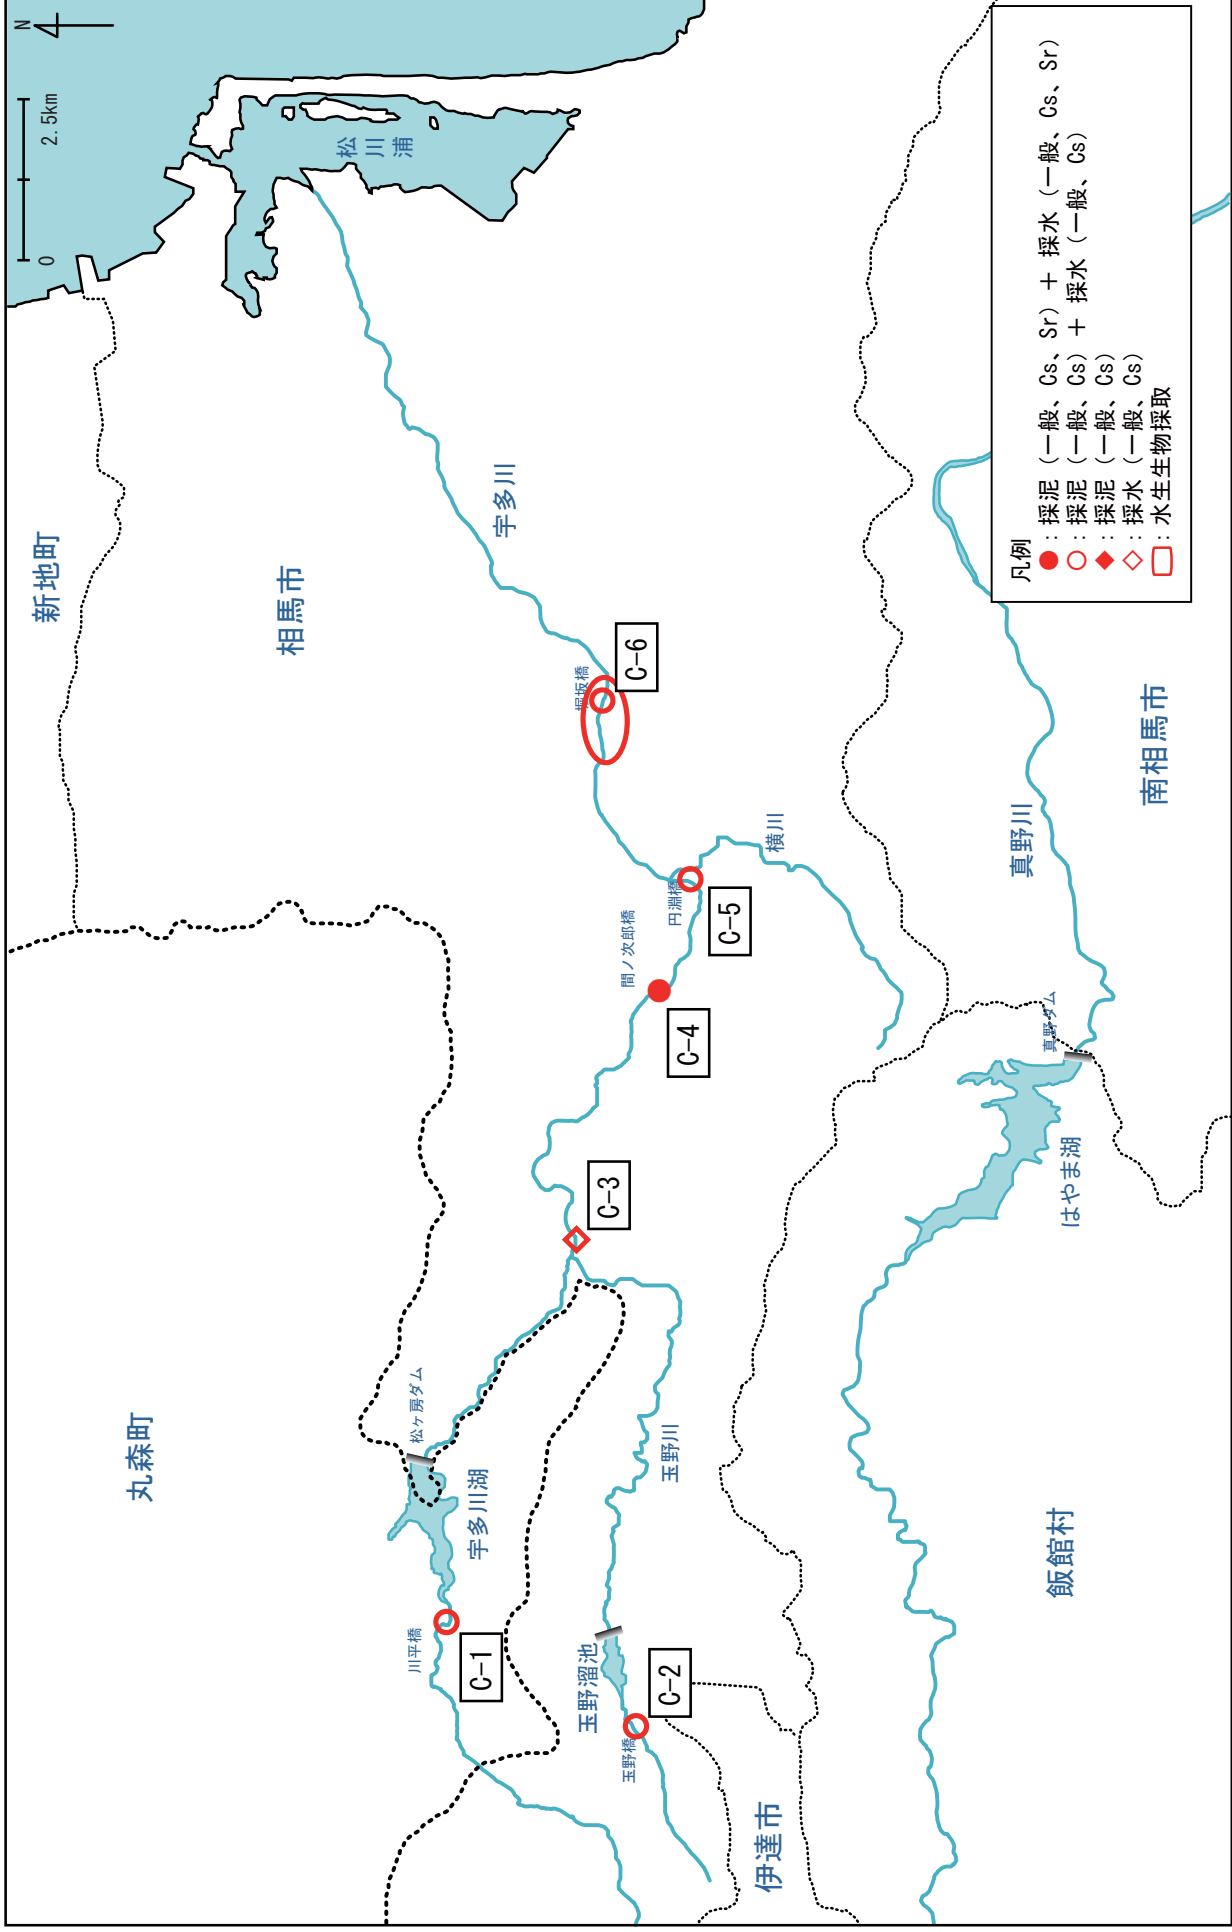 N
0
2.5km
新地町
相馬市
松川浦
宇多川
丸森町
松ヶ房ダム
宇多川湖
川平橋
C-1
玉野溜池
玉野橋
C-2
玉野川
C-3
間ノ次郎橋
C-4
円淵橋
C-5
横川
堀坂橋
C-6
伊達市
飯館村
はやま湖
真野ダム
真野川
南相馬市
凡例
：採泥（一般、Cs、Sr）＋ 採水（一般、Cs、Sr）
：採泥（一般、Cs）＋ 採水（一般、Cs）
：採泥（一般、Cs）
：採水（一般、Cs）
：水生生物採取